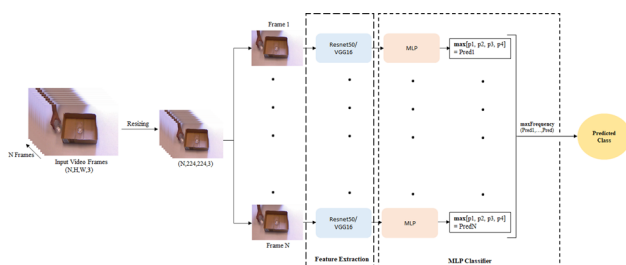 Frame 1
Resnet50/
VGG16
MLP
max[p1, p2, p3, p4]
= Pred1
Resizing
N Frames
Input Video Frames
(N,H,W,3)
(N,224,224,3)
maxFrequency
(Pred1,...,Pred)
Predicted
Class
Frame N
Resnet50/
VGG16
MLP
max[p1, p2, p3, p4]
= PredN
Feature Extraction
MLP Classifier